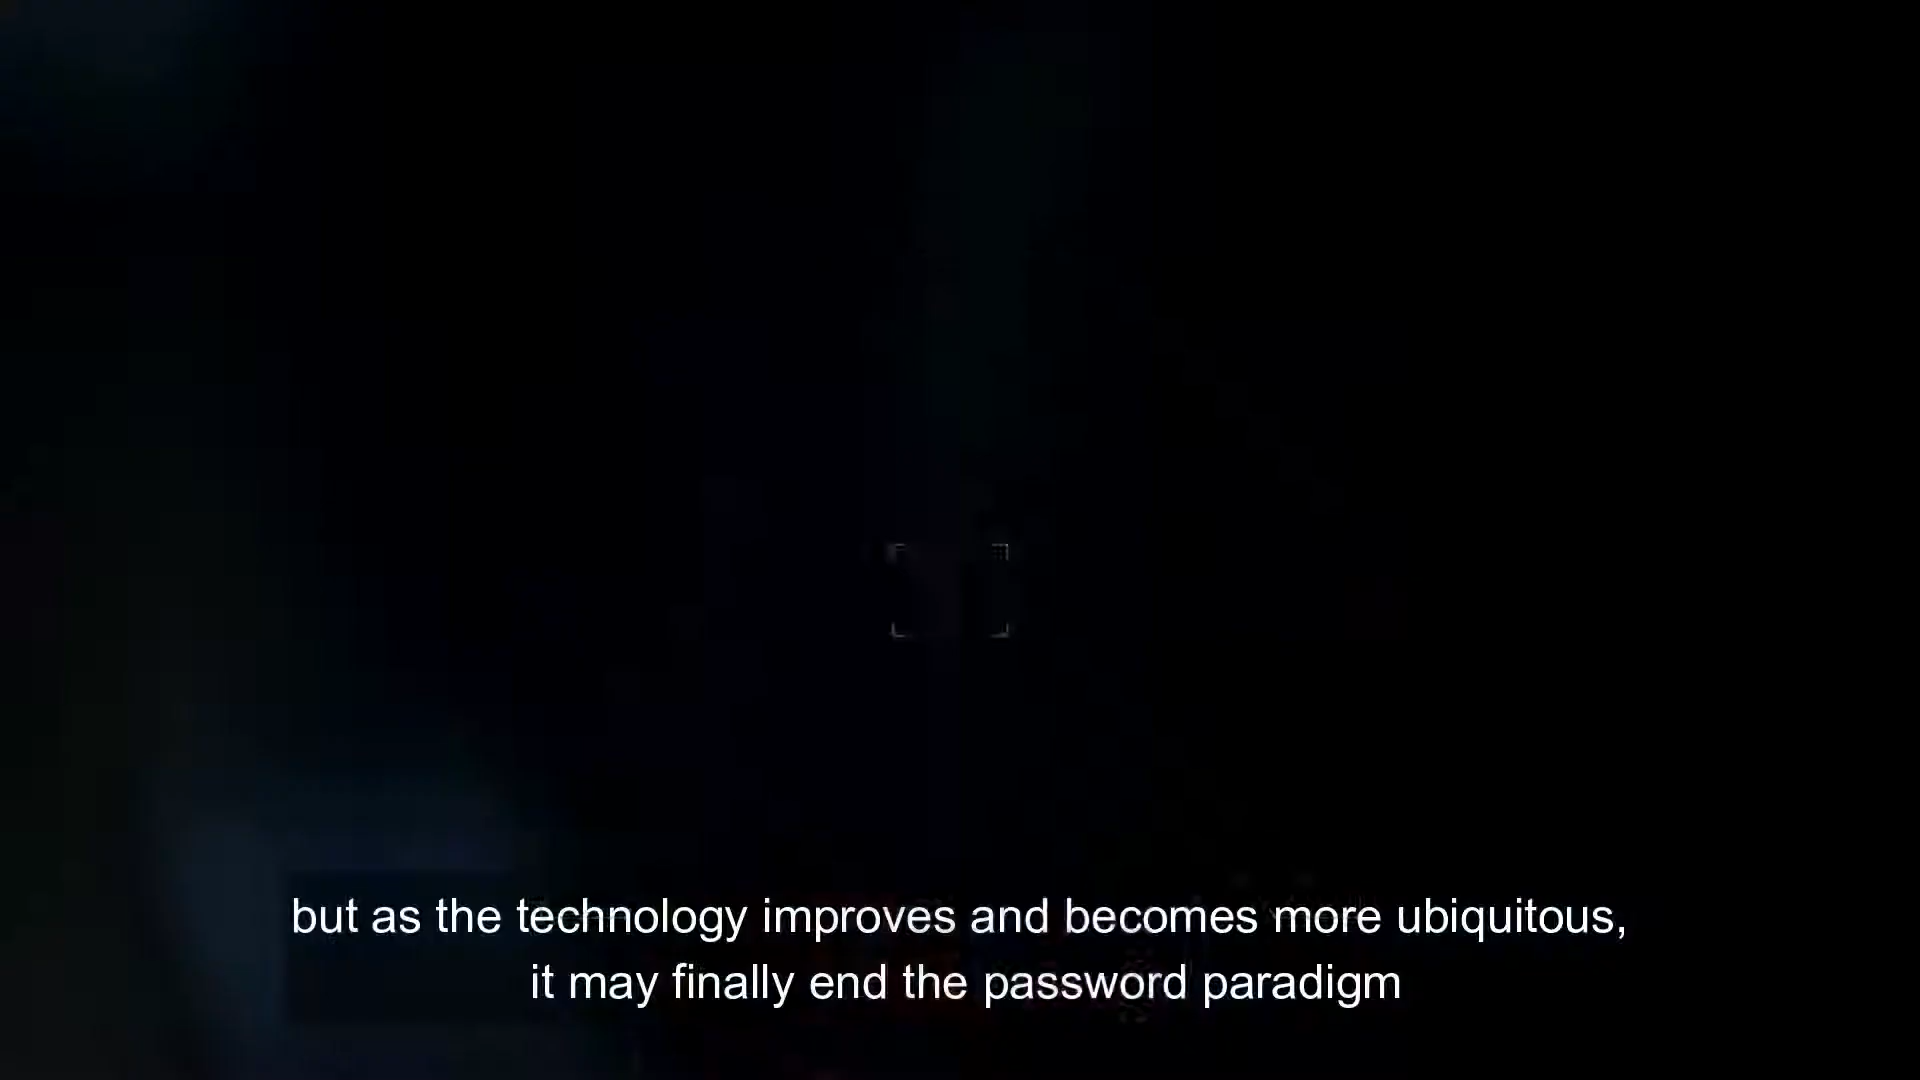 but as the technology improves and becomes more ubiquitous,
it may finally end the password paradigm